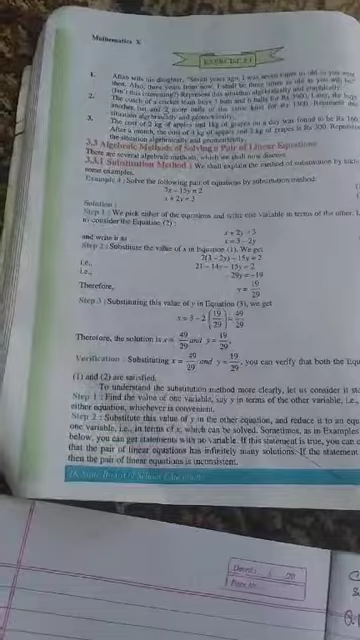 Mathematics X
EXERCISE 3.1
1. Aftab tells his daughter, "Seven years ago, I was seven times as old as you were
then. Also, three years from now, I shall be three times as old as you will be."
(Isn't this interesting?) Represent this situation algebraically and graphically.
2. The coach of a cricket team buys 3 bats and 6 balls for Rs 3900. Later, she buys
another bat and 2 more balls of the same kind for Rs 1300. Represent this
situation algebraically and geometrically.
3. The cost of 2 kg of apples and 1kg of grapes on a day was found to be Rs 160.
After a month, the cost of 4 kg of apples and 2 kg of grapes is Rs 300. Represent
the situation algebraically and geometrically.
3.3 Algebraic Methods of Solving a Pair of Linear Equations
There are several algebraic methods, which we shall now discuss.
3.3.1 Substitution Method : We shall explain the method of substitution by taking
some examples.
Example 4 : Solve the following pair of equations by substitution method:
7x – 15y = 2
x + 2y = 3
Solution :
Step 1 : We pick either of the equations and write one variable in terms of the other.
us consider the Equation (2) :
x + 2y = 3
and write it as x = 3 – 2y
Step 2 : Substitute the value of x in Equation (1). We get
7(3 – 2y) – 15y = 2
i.e., 21 – 14y – 15y = 2
i.e., – 29y = –19
Therefore, y = 19/29
Step 3 : Substituting this value of y in Equation (3), we get
x = 3 – 2 (19/29) = 49/29
Therefore, the solution is x = 49/29 and y = 19/29.
Verification : Substituting x = 49/29 and y = 19/29, you can verify that both the Equ
(1) and (2) are satisfied.
To understand the substitution method more clearly, let us consider it
Step 1 : Find the value of one variable, say y in terms of the other variable, i.e.,
either equation, whichever is convenient.
Step 2 : Substitute this value of y in the other equation, and reduce it to an equ
one variable, i.e., in terms of x, which can be solved. Sometimes, as in Examples
below, you can get statements with no variable. If this statement is true, you can
that the pair of linear equations has infinitely many solutions. If the statement
then the pair of linear equations is inconsistent.
State Board of School Education
Date
Page No